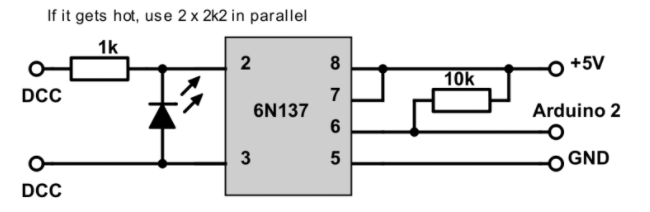 If it gets hot, use 2 x 2k2 in parallel
1k
2
8
+5V
DCC
10k
7
6N137
Arduino 2
6
3
5
GND
DCC